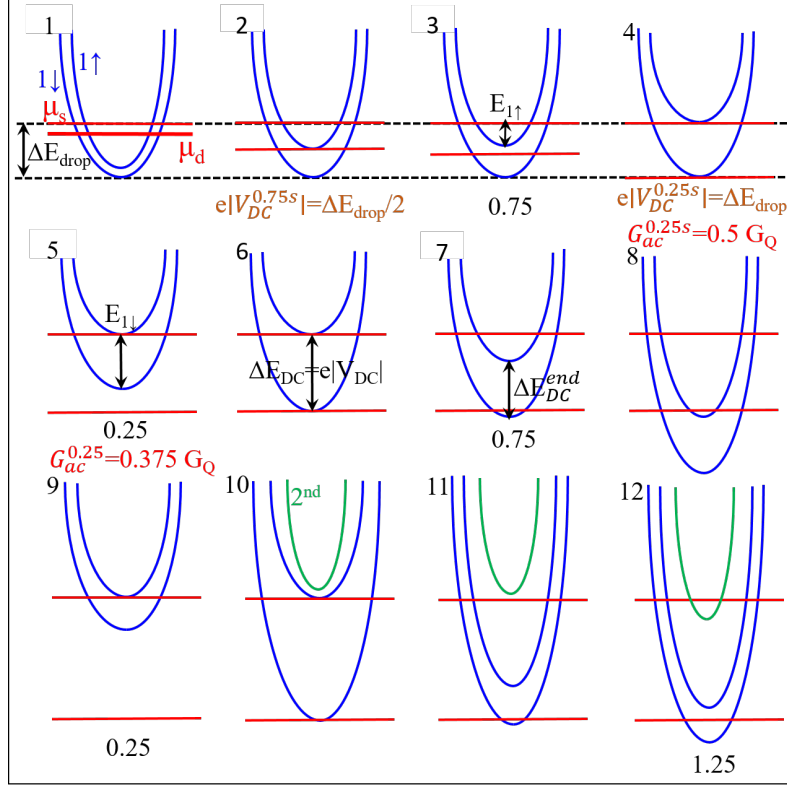 1 2 3 4
1↓ 1↑
μs
E1↑
ΔEdrop
μd
e|V_DC^0.75s|=ΔEdrop/2
0.75
e|V_DC^0.25s|=ΔEdrop
G_ac^0.25s=0.5 GQ
5 6 7 8
E1↓
ΔEDC=e|VDC|
ΔE_DC^end
0.25
0.75
G_ac^0.25=0.375 GQ
9 10 11 12
2nd
0.25
1.25